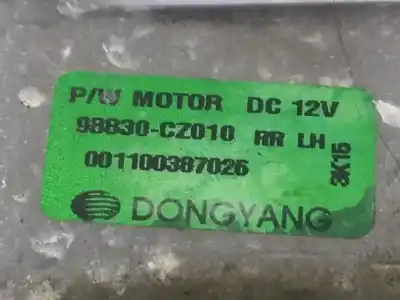 P/W MOTOR DC 12V
98830-CZ010 RR LH
001100387026
3K15
DONGYANG